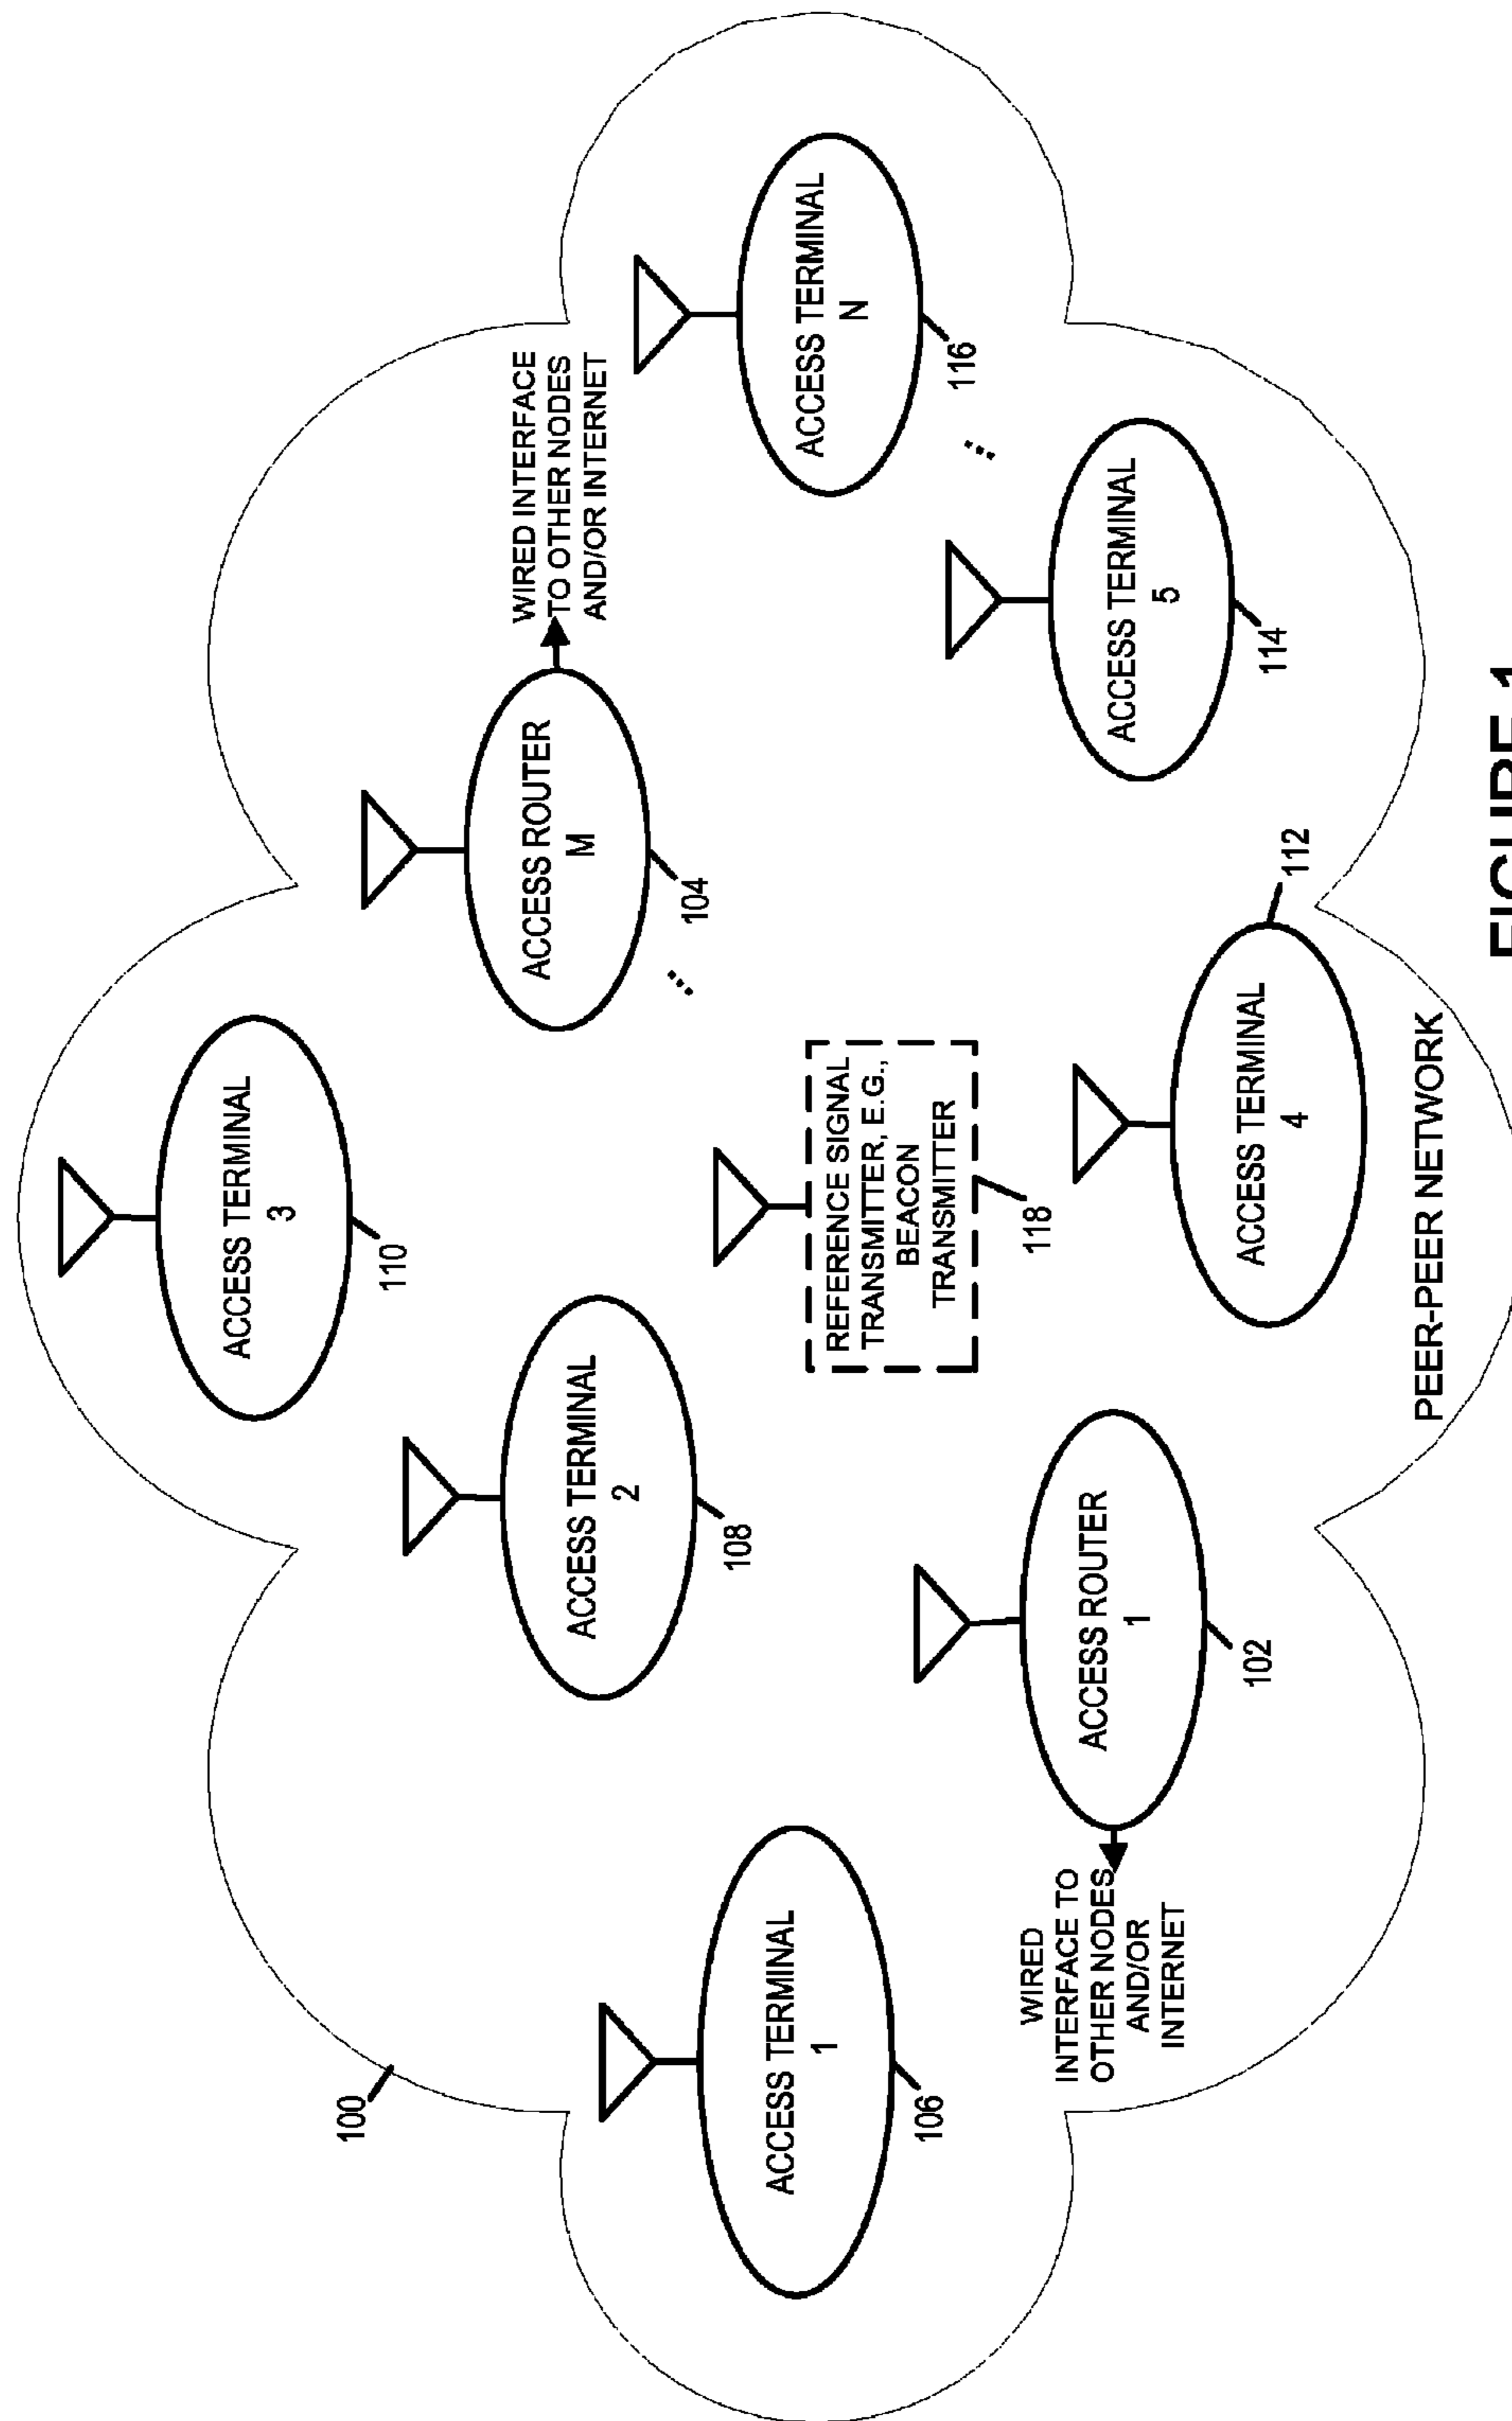 100
ACCESS TERMINAL
3
110
ACCESS TERMINAL
2
108
ACCESS ROUTER
M
104
...
WIRED INTERFACE
TO OTHER NODES
AND/OR INTERNET
ACCESS TERMINAL
1
106
REFERENCE SIGNAL
TRANSMITTER, E.G.,
BEACON
TRANSMITTER
118
ACCESS TERMINAL
N
116
...
WIRED
INTERFACE TO
OTHER NODES
AND/OR
INTERNET
ACCESS ROUTER
1
102
ACCESS TERMINAL
4
112
ACCESS TERMINAL
5
114
PEER-PEER NETWORK
FIGURE 1